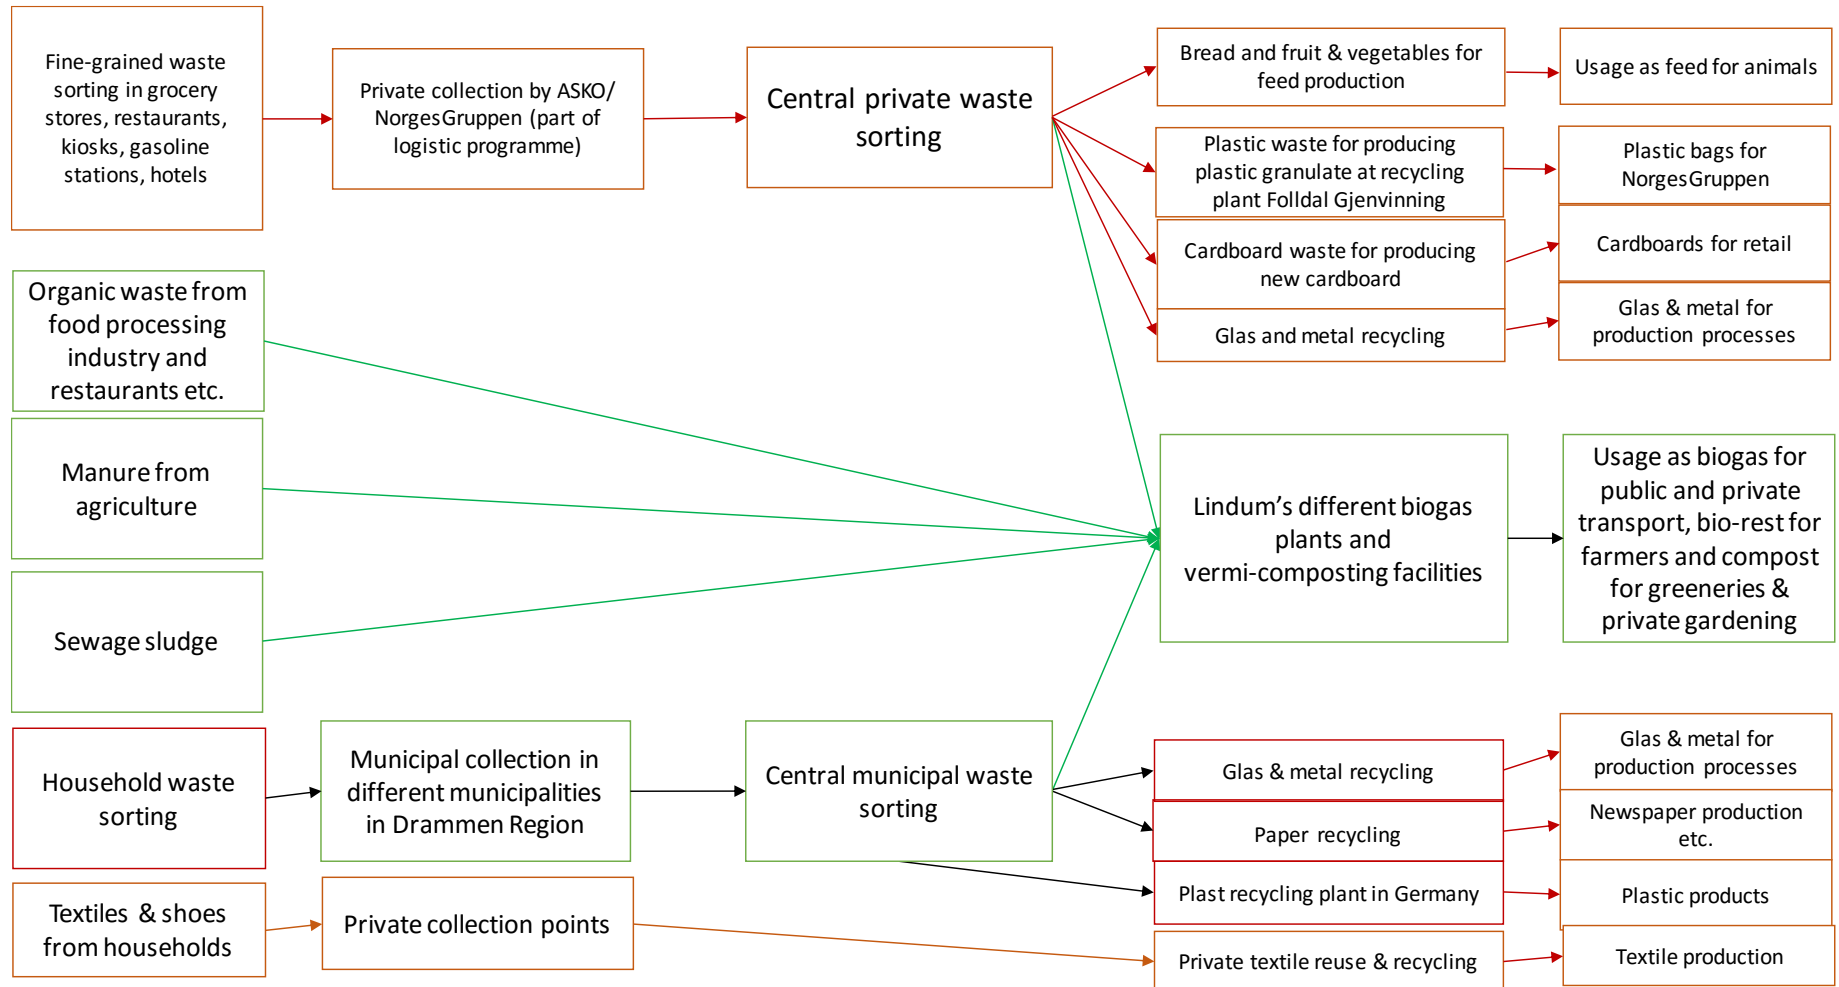 Fine-grained waste
sorting in grocery
stores, restaurants,
kiosks, gasoline
stations, hotels
Private collection by ASKO/
NorgesGruppen (part of
logistic programme)
Central private waste
sorting
Bread and fruit & vegetables for
feed production
Usage as feed for animals
Plastic waste for producing
plastic granulate at recycling
plant Folldal Gjenvinning
Plastic bags for
NorgesGruppen
Cardboard waste for producing
new cardboard
Cardboards for retail
Glas and metal recycling
Glas & metal for
production processes
Organic waste from
food processing
industry and
restaurants etc.
Manure from
agriculture
Sewage sludge
Lindum's different biogas
plants and
vermi-composting facilities
Usage as biogas for
public and private
transport, bio-rest for
farmers and compost
for greeneries &
private gardening
Household waste
sorting
Municipal collection in
different municipalities
in Drammen Region
Central municipal waste
sorting
Glas & metal recycling
Glas & metal for
production processes
Paper recycling
Newspaper production
etc.
Plast recycling plant in Germany
Plastic products
Textiles & shoes
from households
Private collection points
Private textile reuse & recycling
Textile production